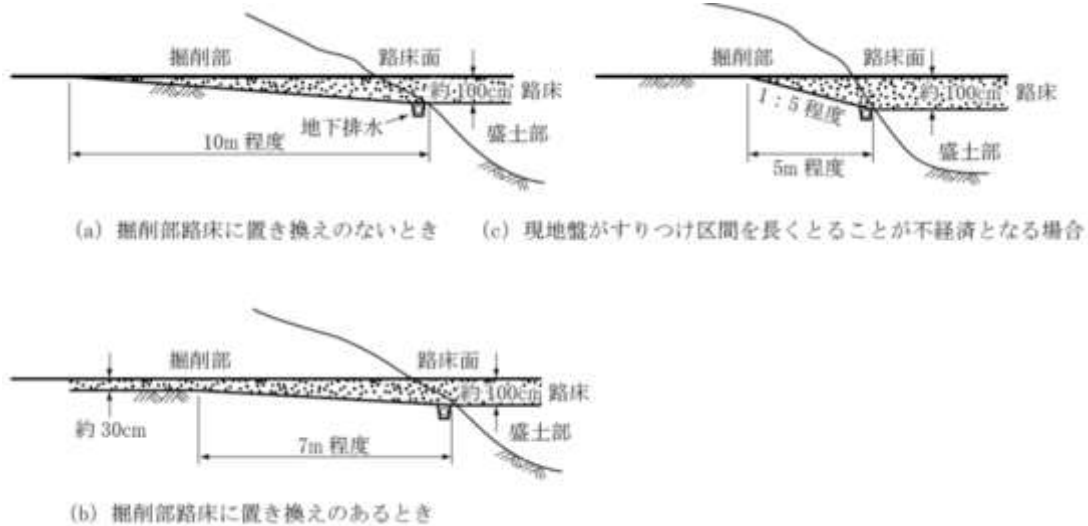 掘削部 路床面
約100cm 路床
地下排水
10m 程度
盛土部
(a) 掘削部路床に置き換えのないとき
掘削部 路床面
約100cm 路床
1:5 程度
盛土部
5m 程度
(c) 現地盤がすりつけ区間を長くとることが不経済となる場合
掘削部 路床面
約100cm 路床
約30cm
盛土部
7m 程度
(b) 掘削部路床に置き換えのあるとき